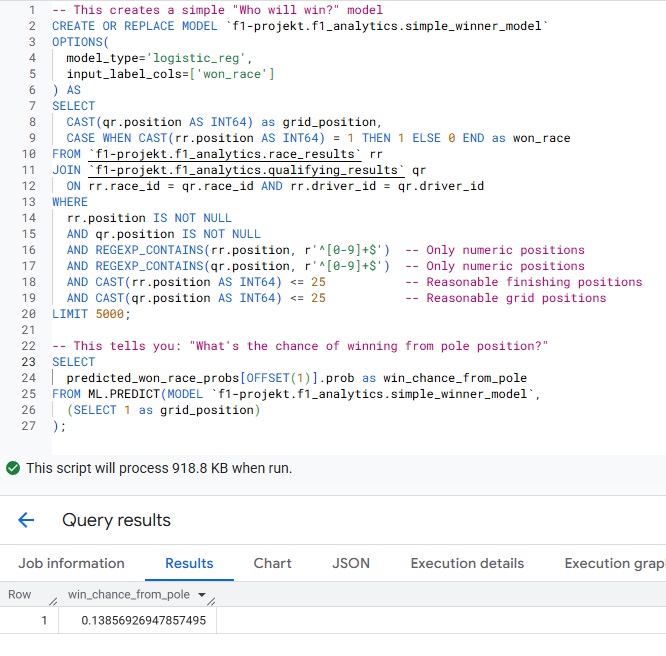 1 -- This creates a simple "Who will win?" model
2 CREATE OR REPLACE MODEL `f1-projekt.f1_analytics.simple_winner_model`
3 OPTIONS(
4   model_type='logistic_reg',
5   input_label_cols=['won_race']
6 ) AS
7 SELECT
8   CAST(qr.position AS INT64) as grid_position,
9   CASE WHEN CAST(rr.position AS INT64) = 1 THEN 1 ELSE 0 END as won_race
10 FROM `f1-projekt.f1_analytics.race_results` rr
11 JOIN `f1-projekt.f1_analytics.qualifying_results` qr
12   ON rr.race_id = qr.race_id AND rr.driver_id = qr.driver_id
13 WHERE
14   rr.position IS NOT NULL
15   AND qr.position IS NOT NULL
16   AND REGEXP_CONTAINS(rr.position, r'^[0-9]+$')  -- Only numeric positions
17   AND REGEXP_CONTAINS(qr.position, r'^[0-9]+$')  -- Only numeric positions
18   AND CAST(rr.position AS INT64) <= 25           -- Reasonable finishing positions
19   AND CAST(qr.position AS INT64) <= 25           -- Reasonable grid positions
20 LIMIT 5000;
21
22 -- This tells you: "What's the chance of winning from pole position?"
23 SELECT
24   predicted_won_race_probs[OFFSET(1)].prob as win_chance_from_pole
25 FROM ML.PREDICT(MODEL `f1-projekt.f1_analytics.simple_winner_model`,
26   (SELECT 1 as grid_position)
27 );
This script will process 918.8 KB when run.
Query results
Job information Results Chart JSON Execution details Execution grap
Row win_chance_from_pole
1 0.13856926947857495